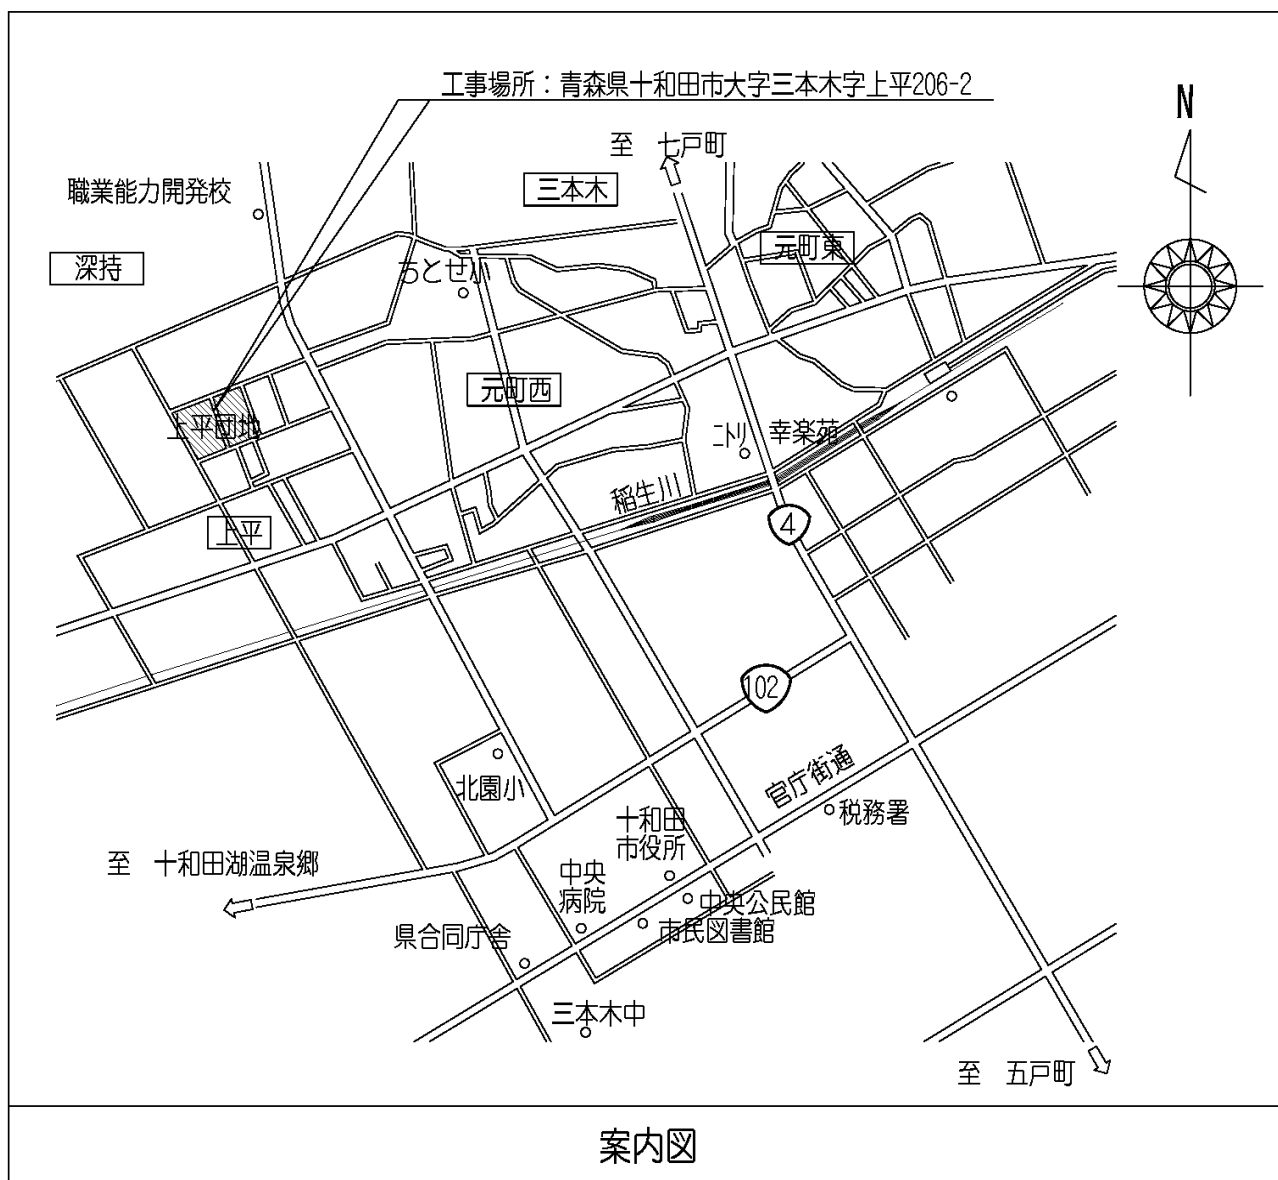 工事場所：青森県十和田市大字三本木字上平206-2
N
至　七戸町
職業能力開発校
三本木
元町東
深持
ちとせ小
元町西
上平団地
ニトリ
幸楽苑
稲生川
上平
4
102
官庁街通
北園小
税務署
十和田
市役所
至　十和田湖温泉郷
中央
病院
中央公民館
市民図書館
県合同庁舎
三本木中
至　五戸町
案内図